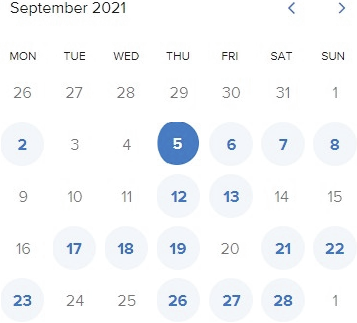 September 2021
MON TUE WED THU FRI SAT SUN
26 27 28 29 30 31 1
2 3 4 5 6 7 8
9 10 11 12 13 14 15
16 17 18 19 20 21 22
23 24 25 26 27 28 1